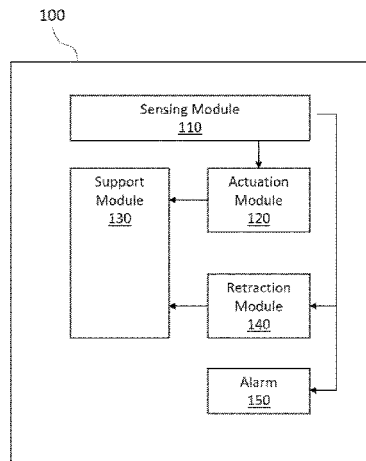 100
Sensing Module
110
Support
Module
130
Actuation
Module
120
Retraction
Module
140
Alarm
150